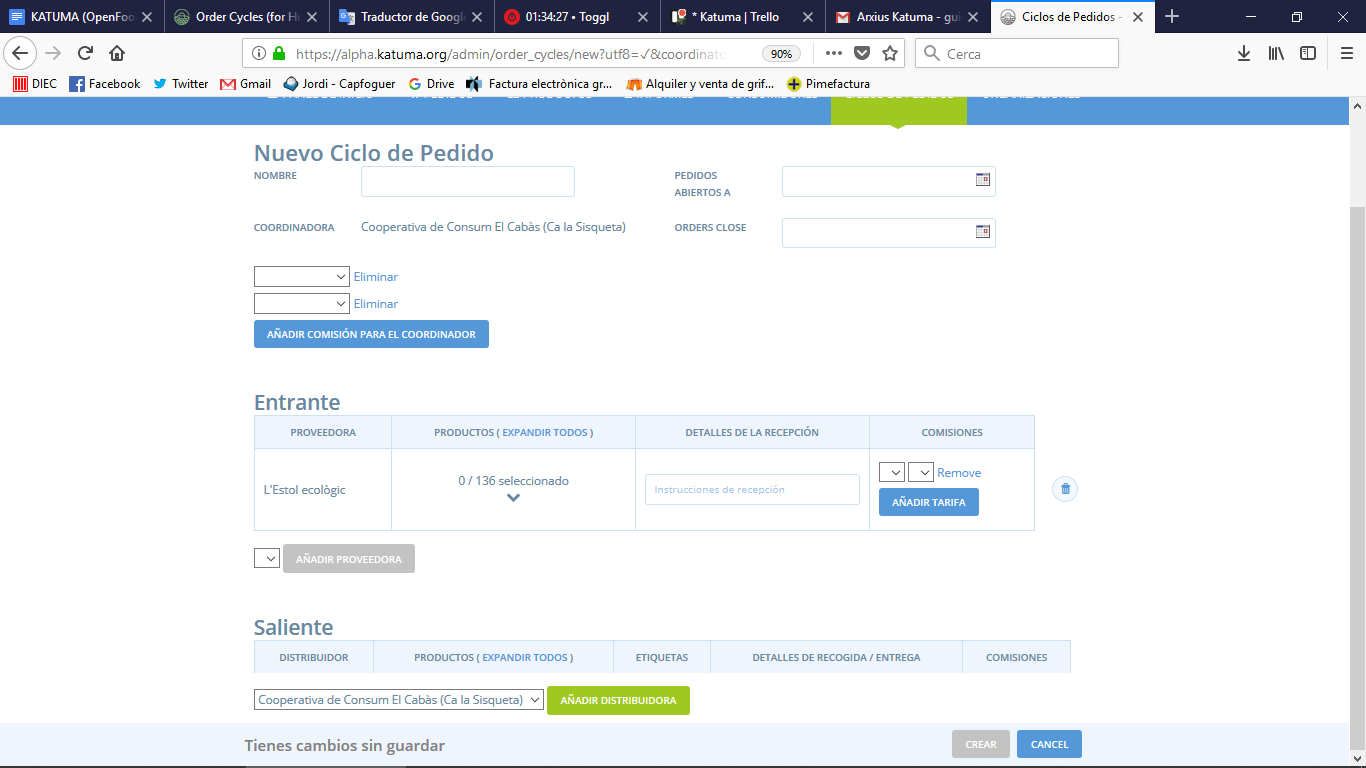 KATUMA (OpenFoo
Order Cycles (for Hu
Traductor de Google
01:34:27 • Toggl
* Katuma | Trello
Arxius Katuma - gui
Ciclos de Pedidos -
https://alpha.katuma.org/admin/order_cycles/new?utf8=✓&coordinato
90%
Cerca
DIEC
Facebook
Twitter
Gmail
Jordi - Capfoguer
Drive
Factura electrònica gr...
Alquiler y venta de grif...
Pimefactura
Nuevo Ciclo de Pedido
NOMBRE
PEDIDOS
ABIERTOS A
COORDINADORA
Cooperativa de Consum El Cabàs (Ca la Sisqueta)
ORDERS CLOSE
Eliminar
Eliminar
AÑADIR COMISIÓN PARA EL COORDINADOR
Entrante
PROVEEDORA
PRODUCTOS ( EXPANDIR TODOS )
DETALLES DE LA RECEPCIÓN
COMISIONES
L'Estol ecològic
0 / 136 seleccionado
Instrucciones de recepción
Remove
AÑADIR TARIFA
AÑADIR PROVEEDORA
Saliente
DISTRIBUIDOR
PRODUCTOS ( EXPANDIR TODOS )
ETIQUETAS
DETALLES DE RECOGIDA / ENTREGA
COMISIONES
Cooperativa de Consum El Cabàs (Ca la Sisqueta)
AÑADIR DISTRIBUIDORA
Tienes cambios sin guardar
CREAR
CANCEL